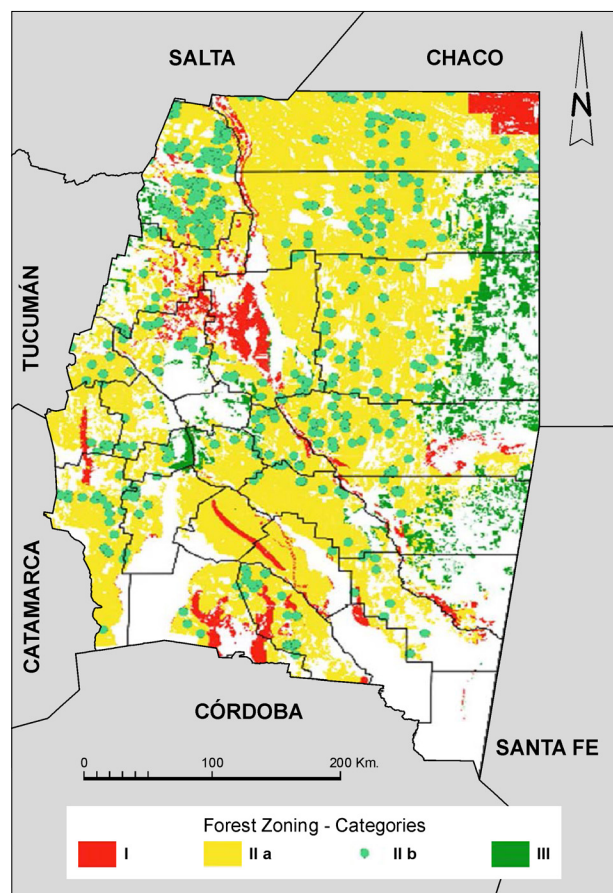 SALTA
CHACO
N
TUCUMÁN
CATAMARCA
CÓRDOBA
SANTA FE
0 100 200 Km.
Forest Zoning - Categories
I II a II b III